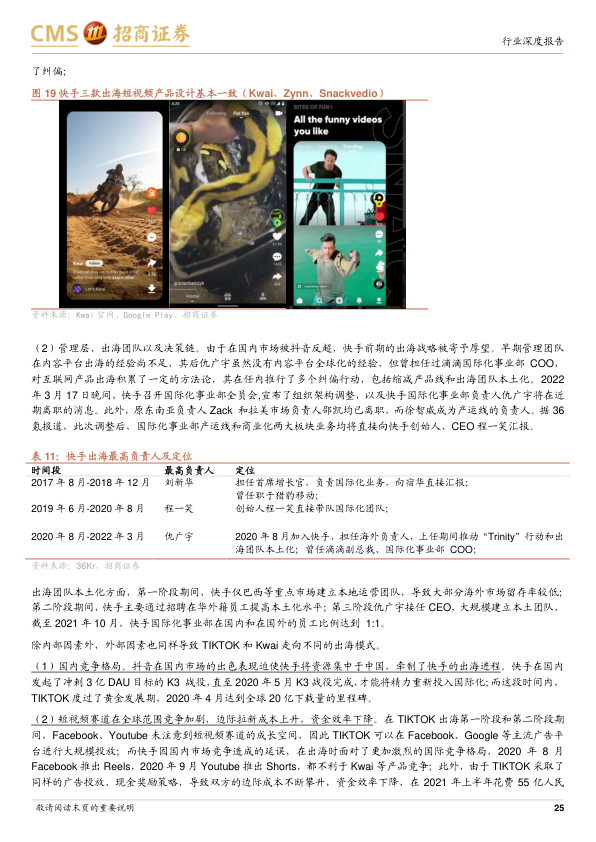 CMS 招商证券
行业深度报告
了纠偏;
图 19 快手三款出海短视频产品设计基本一致（Kwai、Zynn、Snackvedio）
6:25
BITES OF FUN !
Following For You
All the funny videos
you like
Kwai Follow
Home
资料来源：Kwai 官网、Google Play、招商证券
（2）管理层、出海团队以及决策链。由于在国内市场被抖音反超，快手前期的出海战略被寄予厚望。早期管理团队
在内容平台出海的经验尚不足，其后仇广宇虽然没有内容平台全球化的经验，但曾担任过滴滴国际化事业部 COO，
对互联网产品出海积累了一定的方法论，其在任内推行了多个纠偏行动，包括缩减产品线和出海团队本土化。2022
年 3 月 17 日晚间，快手召开国际化事业部全员会,宣布了组织架构调整，以及快手国际化事业部负责人仇广宇将在近
期离职的消息。此外，原东南亚负责人 Zack 和拉美市场负责人邵凯均已离职，而徐智威成为产运线的负责人。据 36
氪报道，此次调整后，国际化事业部产运线和商业化两大板块业务均将直接向快手创始人、CEO 程一笑汇报。
表 11：快手出海最高负责人及定位
时间段 最高负责人 定位
2017 年 8 月-2018 年 12 月 刘新华 担任首席增长官，负责国际化业务，向宿华直接汇报;
曾任职于猎豹移动;
2019 年 6 月-2020 年 8 月 程一笑 创始人程一笑直接带队国际化团队;
2020 年 8 月-2022 年 3 月 仇广宇 2020 年 8 月加入快手，担任海外负责人，上任期间推动“Trinity”行动和出
海团队本土化；曾任滴滴副总裁、国际化事业部 COO;
资料来源：36Kr，招商证券
出海团队本土化方面，第一阶段期间，快手仅巴西等重点市场建立本地运营团队，导致大部分海外市场留存率较低;
第二阶段期间，快手主要通过招聘在华外籍员工提高本土化水平；第三阶段仇广宇接任 CEO，大规模建立本土团队，
截至 2021 年 10 月，快手国际化事业部在国内和在国外的员工比例达到 1:1。
除内部因素外，外部因素也同样导致 TIKTOK 和 Kwai 走向不同的出海模式。
（1）国内竞争格局。抖音在国内市场的出色表现迫使快手将资源集中于中国，牵制了快手的出海进程。快手在国内
发起了冲刺 3 亿 DAU 目标的 K3 战役,直至 2020 年 5 月 K3 战役完成,才能将精力重新投入国际化;而这段时间内,
TIKTOK 度过了黄金发展期，2020 年 4 月达到全球 20 亿下载量的里程碑。
（2）短视频赛道在全球范围竞争加剧，边际拉新成本上升，资金效率下降。在 TIKTOK 出海第一阶段和第二阶段期
间，Facebook、Youtube 未注意到短视频赛道的成长空间，因此 TIKTOK 可以在 Facebook、Google 等主流广告平
台进行大规模投放；而快手因国内市场竞争造成的延误，在出海时面对了更加激烈的国际竞争格局，2020 年 8 月
Facebook 推出 Reels，2020 年 9 月 Youtube 推出 Shorts，都不利于 Kwai 等产品竞争；此外，由于 TIKTOK 采取了
同样的广告投放、现金奖励策略，导致双方的边际成本不断攀升，资金效率下降，在 2021 年上半年花费 55 亿人民
敬请阅读末页的重要说明
25